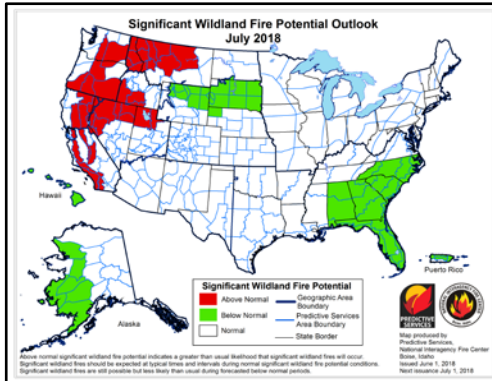 Significant Wildland Fire Potential Outlook
July 2018
Hawaii
Alaska
Puerto Rico
Significant Wildland Fire Potential
Above Normal
Below Normal
Normal
Geographic Area
Boundary
Predictive Services
Area Boundary
State Border
PREDICTIVE
SERVICES
Map produced by
Predictive Services,
National Interagency Fire Center
Boise, Idaho
Issued June 1, 2018
Next issuance July 1, 2018
Above normal significant wildland fire potential indicates a greater than usual likelihood that significant wildland fires will occur.
Significant wildland fires should be expected at typical times and intervals during normal significant wildland fire potential conditions.
Significant wildland fires are still possible but less likely than usual during forecasted below normal periods.